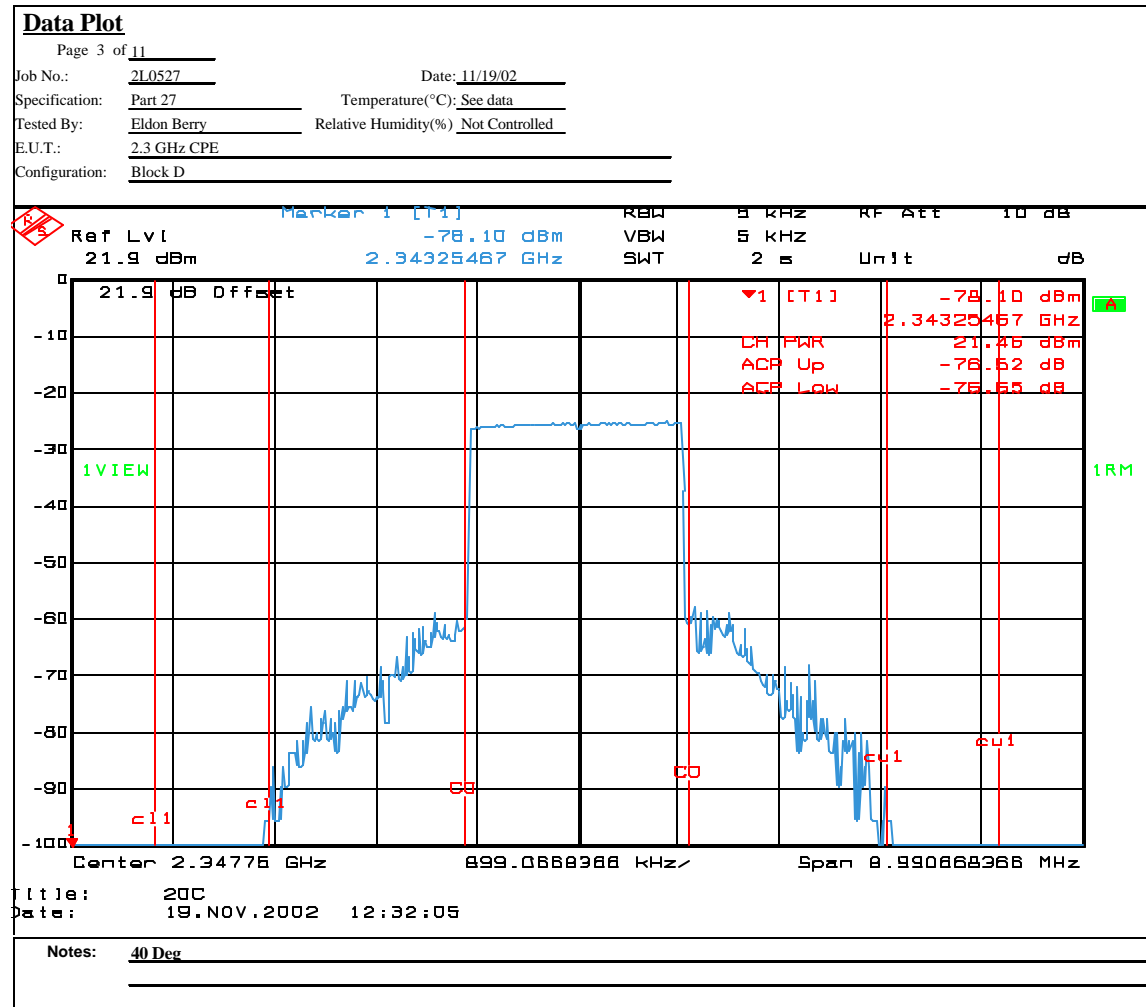 Data Plot
Page 3 of 11
Job No.: 2L0527 Date: 11/19/02
Specification: Part 27 Temperature(°C): See data
Tested By: Eldon Berry Relative Humidity(%) Not Controlled
E.U.T.: 2.3 GHz CPE
Configuration: Block D
R S
Marker 1 [T1] RBW 5 kHz RF Att 10 dB
Ref Lvl -78.10 dBm VBW 5 kHz
21.9 dBm 2.34325467 GHz SWT 2 s Unit dB
0
21.9 dB Offset
▼1 [T1] -78.10 dBm
A
2.34325467 GHz
-10
CH PWR 21.46 dBm
ACP Up -76.62 dB
ACP Low dB
-20
-30
1VIEW 1RM
-40
-50
-60
-70
-80
cu1
cu1
C0
-90
C0
cl1
cl1
1
-100
Center 2.34775 GHz 899.0668366 kHz/ Span 8.990668366 MHz
Title: 20C
Date: 19.NOV.2002 12:32:05
Notes: 40 Deg